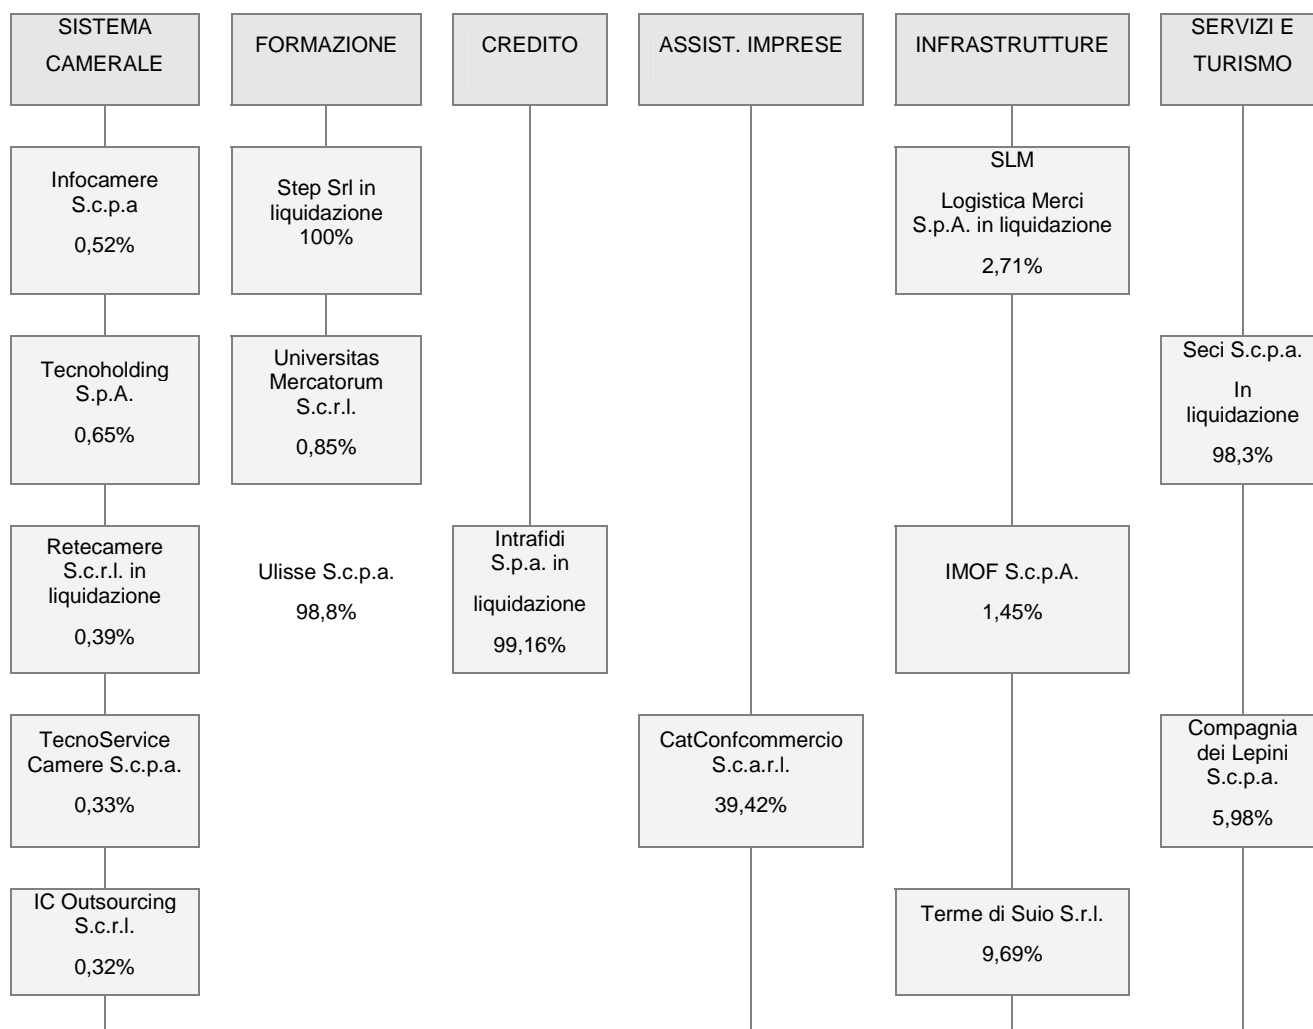 SISTEMA
CAMERALE
FORMAZIONE
CREDITO
ASSIST. IMPRESE
INFRASTRUTTURE
SERVIZI E
TURISMO
Infocamere
S.c.p.a
0,52%
Step Srl in
liquidazione
100%
SLM
Logistica Merci
S.p.A. in liquidazione
2,71%
Tecnoholding
S.p.A.
0,65%
Universitas
Mercatorum
S.c.r.l.
0,85%
Seci S.c.p.a.
In
liquidazione
98,3%
Retecamere
S.c.r.l. in
liquidazione
0,39%
Ulisse S.c.p.a.
98,8%
Intrafidi
S.p.a. in
liquidazione
99,16%
IMOF S.c.p.A.
1,45%
TecnoService
Camere S.c.p.a.
0,33%
CatConfcommercio
S.c.a.r.l.
39,42%
Compagnia
dei Lepini
S.c.p.a.
5,98%
IC Outsourcing
S.c.r.l.
0,32%
Terme di Suio S.r.l.
9,69%